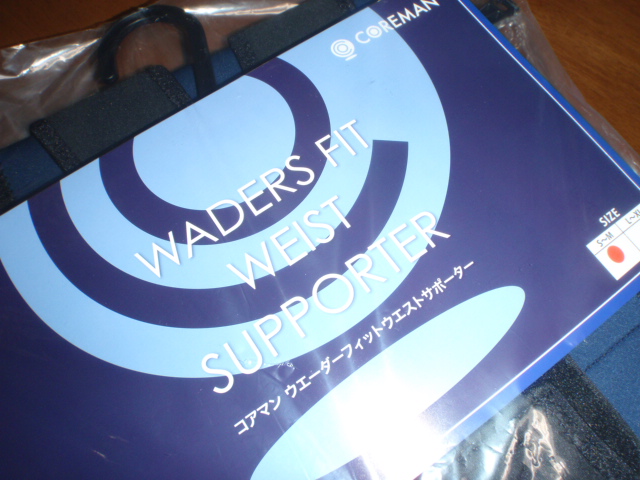 COREMAN
WADERS FIT
WEIST
SUPPORTER
コアマン ウエーダーフィットウエストサポーター
SIZE
S~M